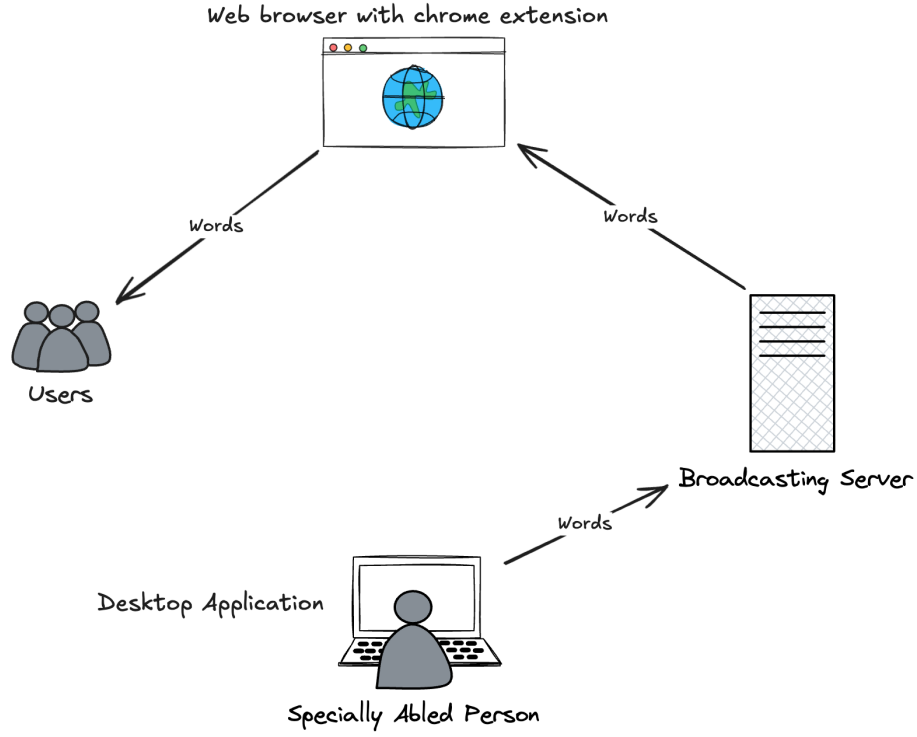 Web browser with chrome extension
Words
Words
Users
Broadcasting Server
Words
Desktop Application
Specially Abled Person